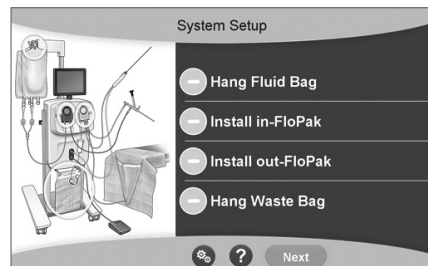 System Setup
Hang Fluid Bag
Install in-FloPak
Install out-FloPak
Hang Waste Bag
?
Next